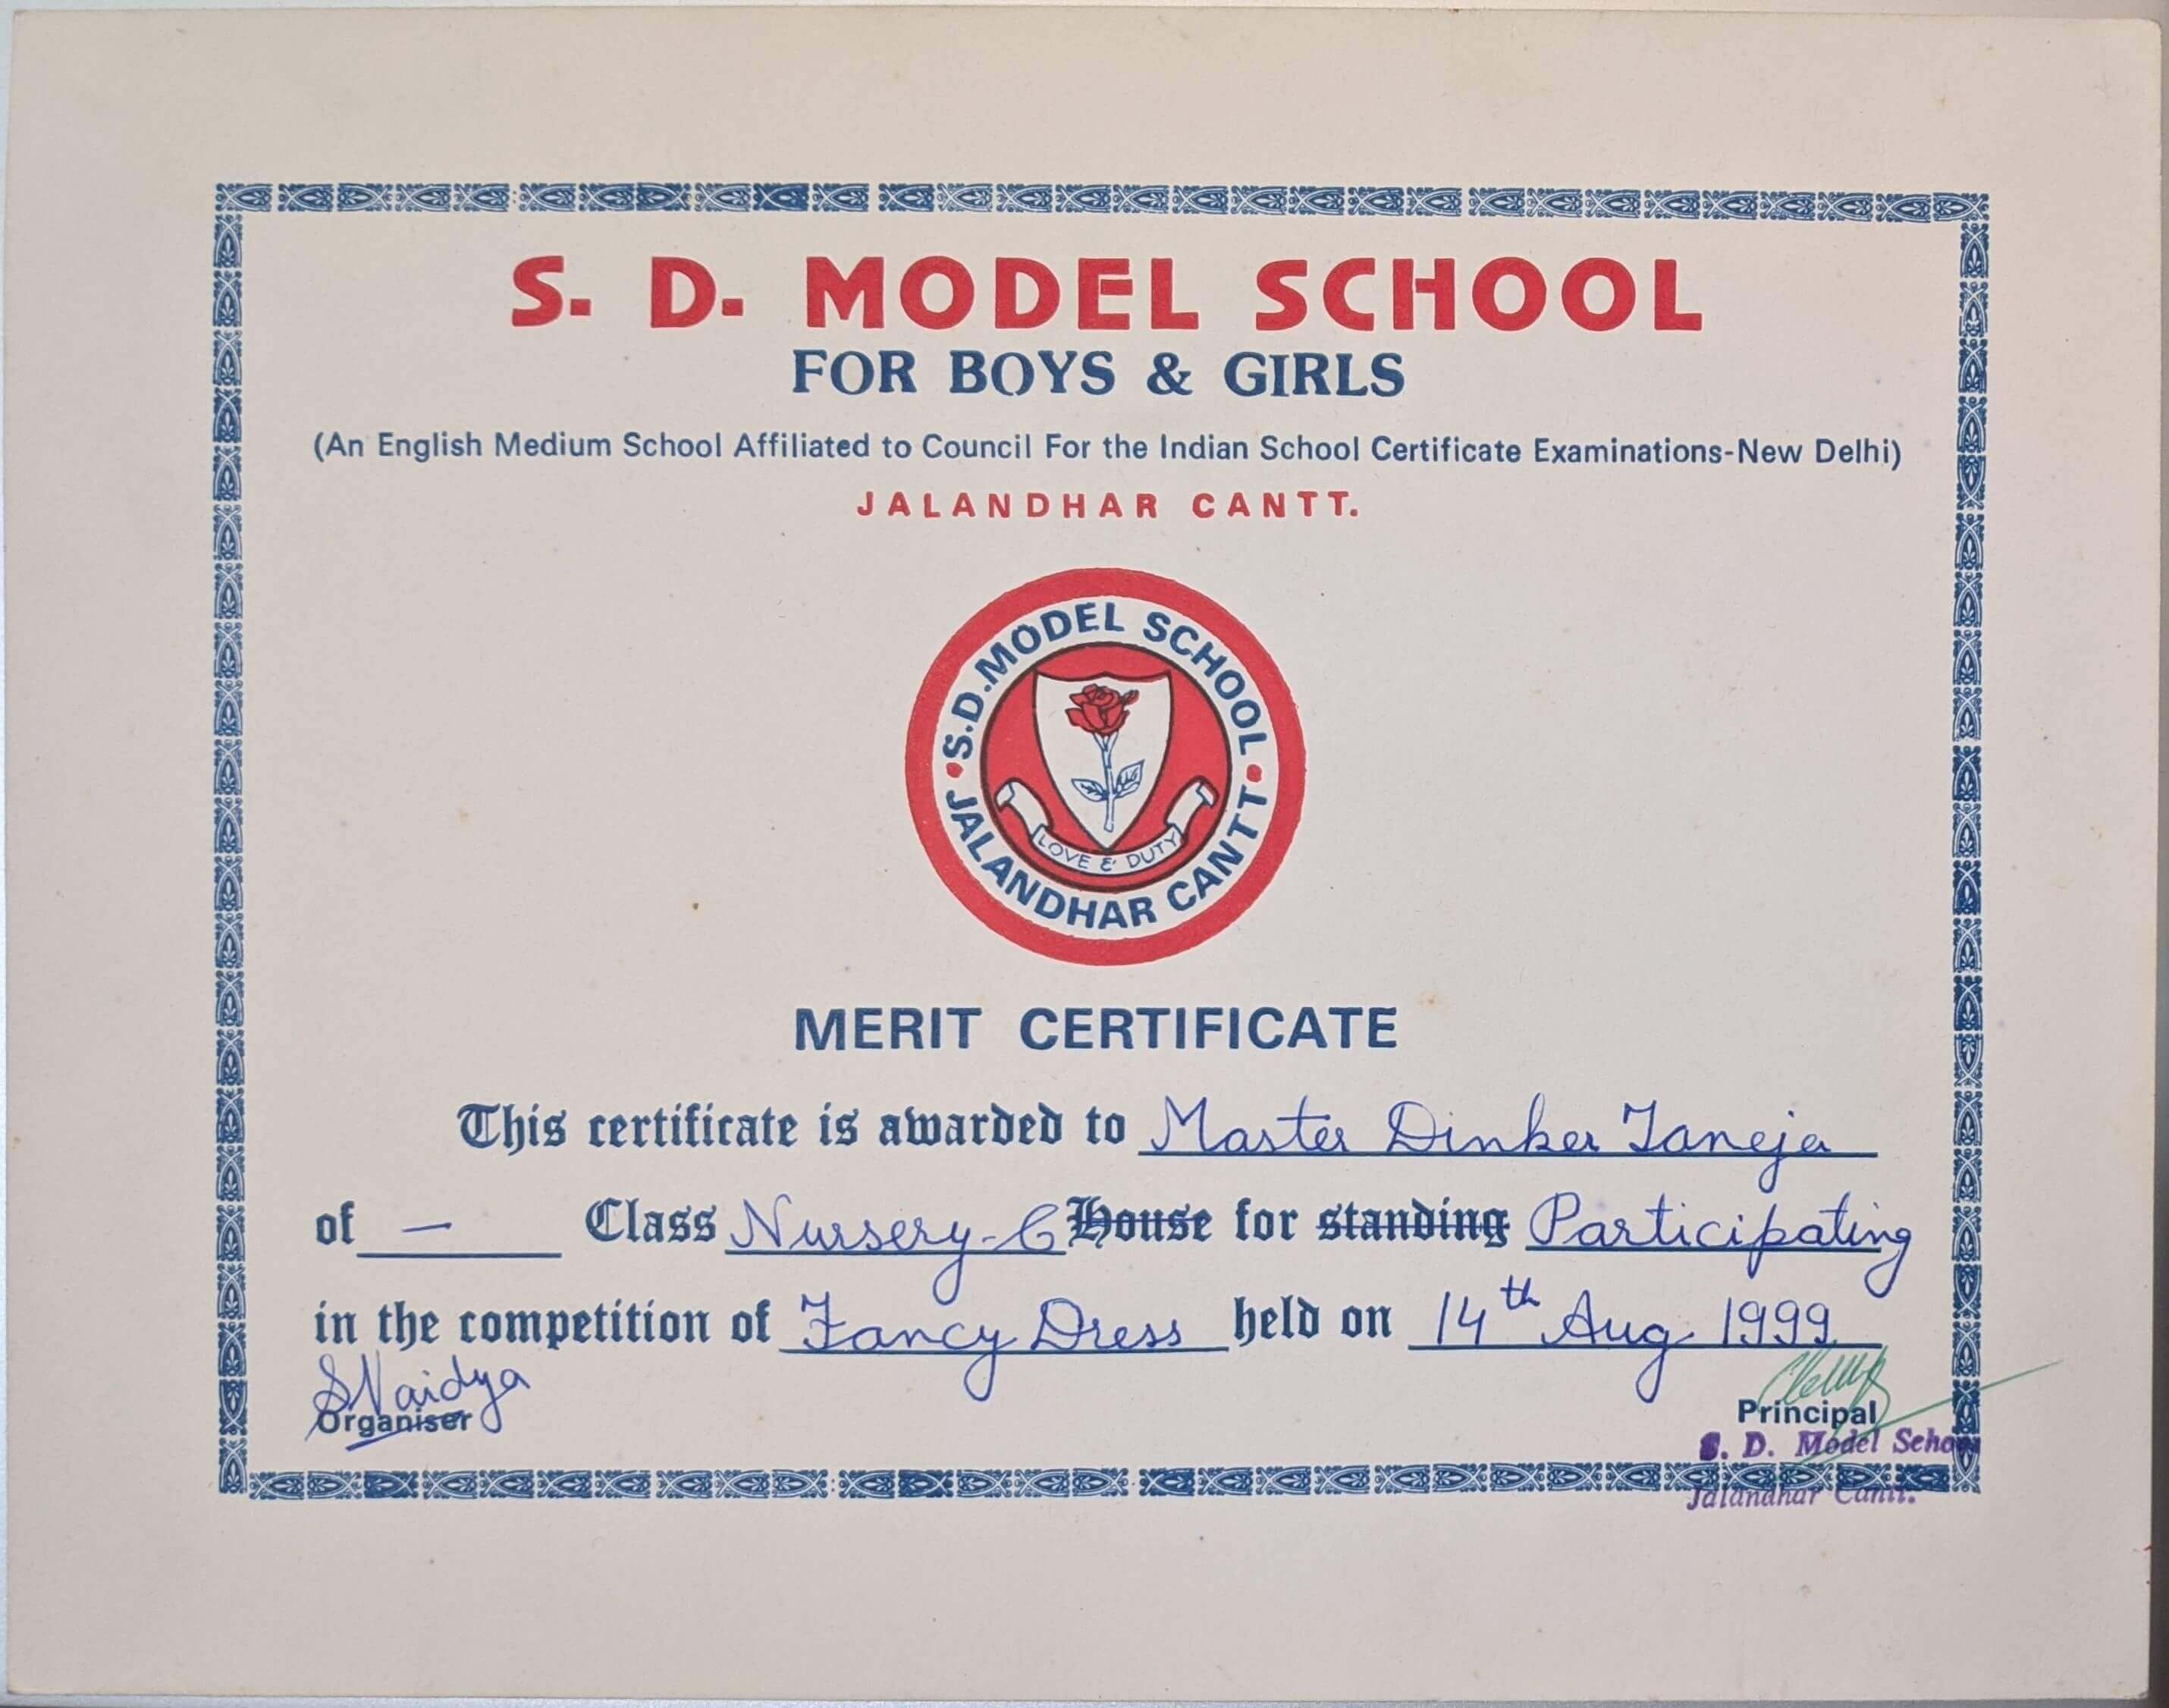 S. D. MODEL SCHOOL
FOR BOYS & GIRLS
(An English Medium School Affiliated to Council For the Indian School Certificate Examinations-New Delhi)
JALANDHAR CANTT.
S.D. MODEL SCHOOL
LOVE & DUTY
JALANDHAR CANTT
MERIT CERTIFICATE
This certificate is awarded to Master Dinker Taneja
of — Class Nursery-C House for standing Participating
in the competition of Fancy Dress held on 14th Aug. 1999
SVaidya
Organiser
Principal
S. D. Model School
Jalandhar Cantt.